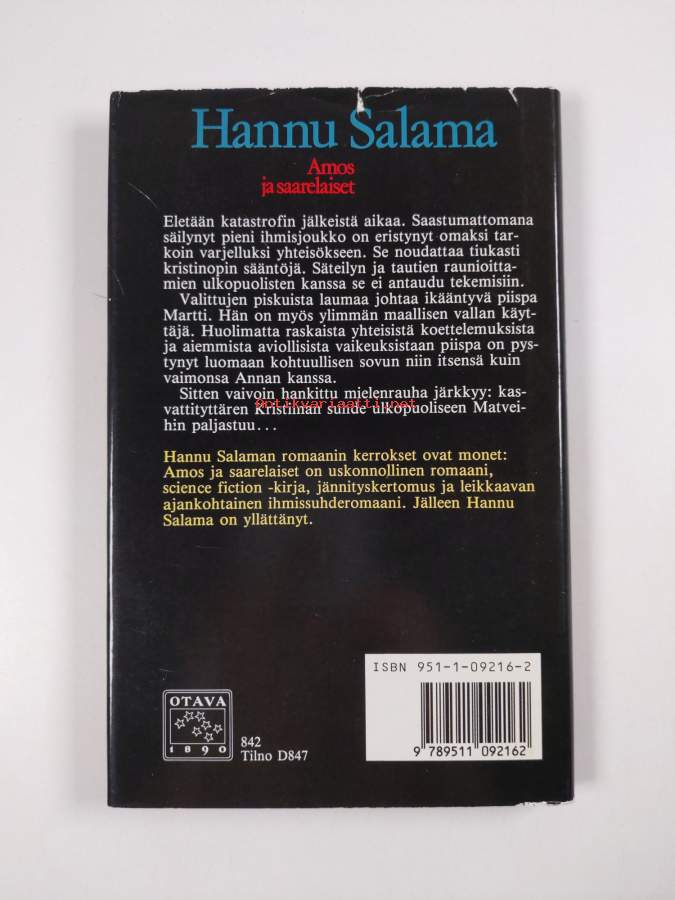 Hannu Salama
Amos
ja saarelaiset
Eletään katastrofin jälkeistä aikaa. Saastumattomana
säilynyt pieni ihmisjoukko on eristynyt omaksi tar-
koin varjelluksi yhteisökseen. Se noudattaa tiukasti
kristinopin sääntöjä. Säteilyn ja tautien raunioitta-
mien ulkopuolisten kanssa se ei antaudu tekemisiin.
Valittujen piskuista laumaa johtaa ikääntyvä piispa
Martti. Hän on myös ylimmän maallisen vallan käyt-
täjä. Huolimatta raskaista yhteisistä koettelemuksista
ja aiemmista aviollisista vaikeuksistaan piispa on pys-
tynyt luomaan kohtuullisen sovun niin itsensä kuin
vaimonsa Annan kanssa.
Sitten vaivoin hankittu mielenrauha järkkyy: kas-
antikvariaatti.net
vattityttären Kristiinan suhde ulkopuoliseen Matvei-
hin paljastuu...
Hannu Salaman romaanin kerrokset ovat monet:
Amos ja saarelaiset on uskonnollinen romaani,
science fiction -kirja, jännityskertomus ja leikkaavan
ajankohtainen ihmissuhderomaani. Jälleen Hannu
Salama on yllättänyt.
ISBN 951-1-09216-2
OTAVA
1890
842
Tilno D847
9 789511 092162